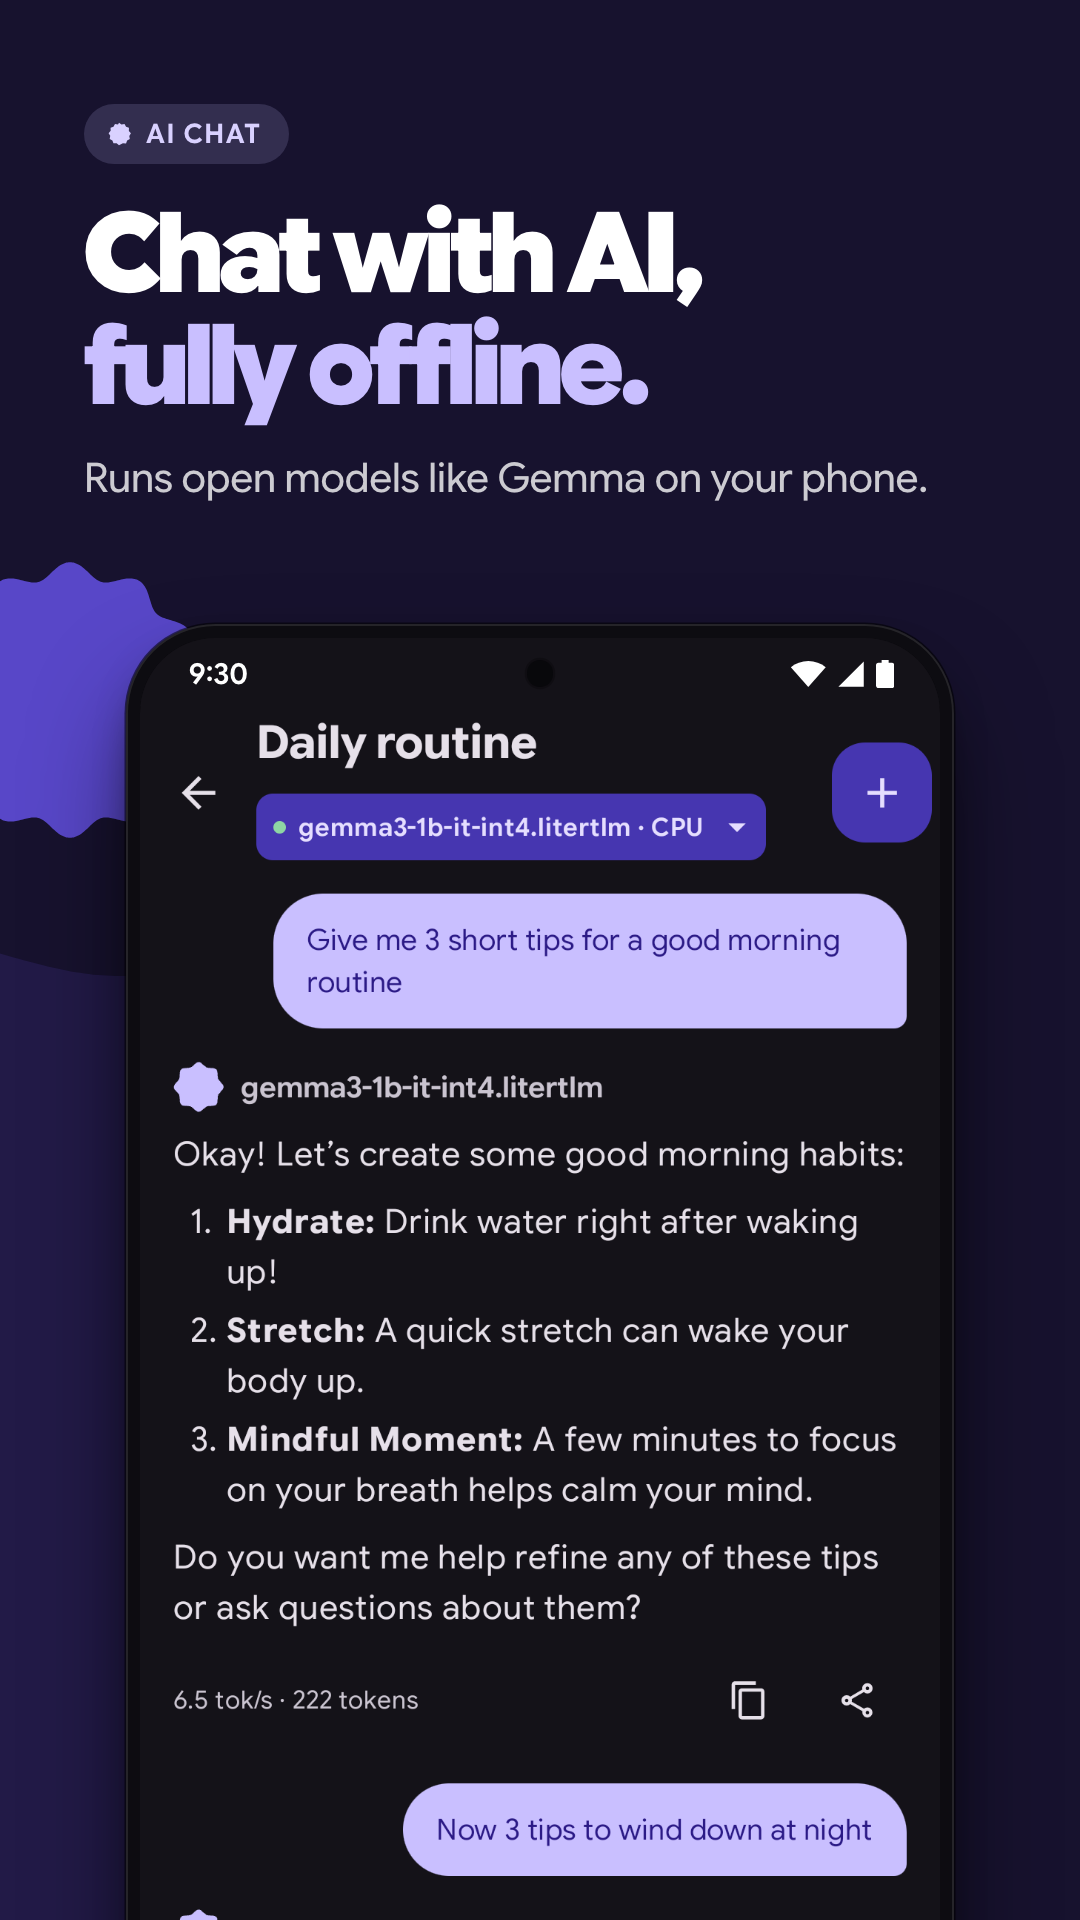 AI CHAT
Chat with AI,
fully offline.
Runs open models like Gemma on your phone.
9:30
Daily routine
gemma3-1b-it-int4.litertlm · CPU
Give me 3 short tips for a good morning
routine
gemma3-1b-it-int4.litertlm
Okay! Let’s create some good morning habits:
1. Hydrate: Drink water right after waking
up!
2. Stretch: A quick stretch can wake your
body up.
3. Mindful Moment: A few minutes to focus
on your breath helps calm your mind.
Do you want me help refine any of these tips
or ask questions about them?
6.5 tok/s · 222 tokens
Now 3 tips to wind down at night